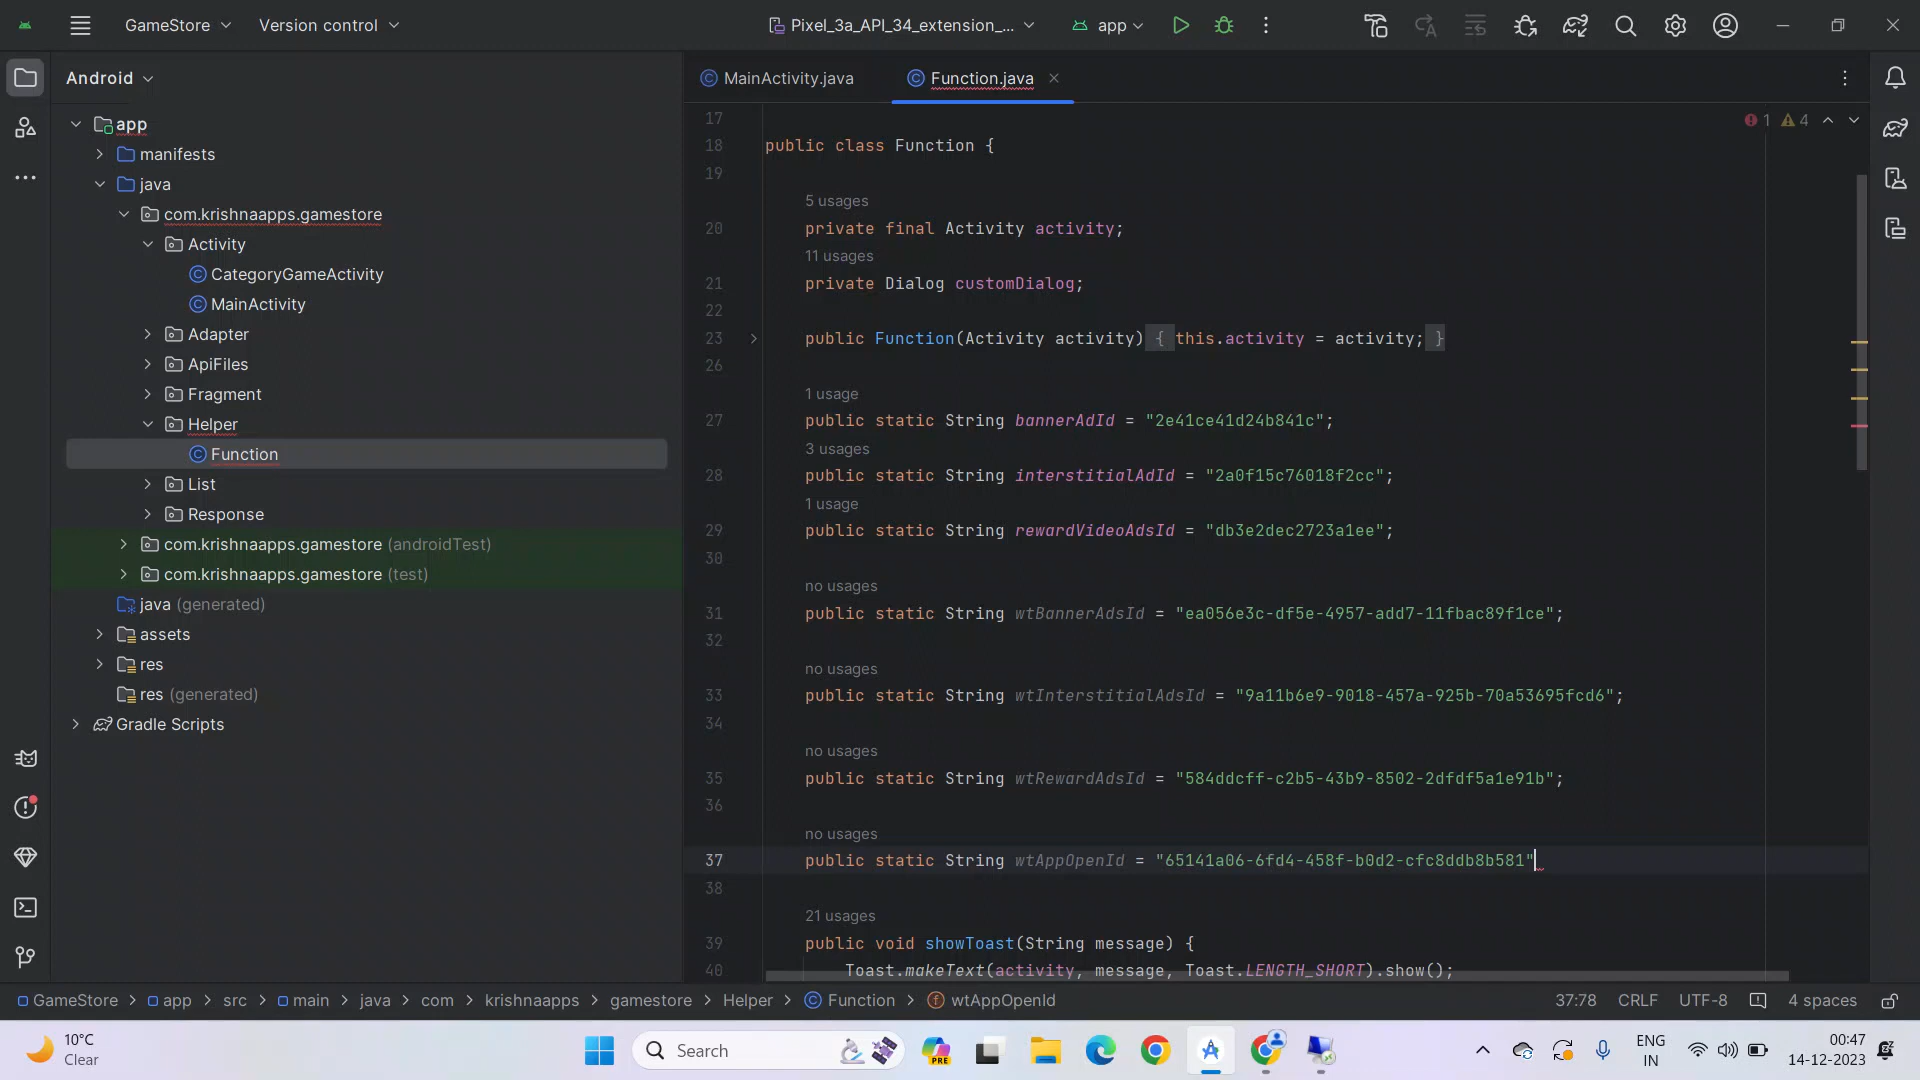 GameStore Version control Pixel_3a_API_34_extension_... app
Android
MainActivity.java Function.java
app
manifests
java
com.krishnaapps.gamestore
Activity
CategoryGameActivity
MainActivity
Adapter
ApiFiles
Fragment
Helper
Function
List
Response
com.krishnaapps.gamestore (androidTest)
com.krishnaapps.gamestore (test)
java (generated)
assets
res
res (generated)
Gradle Scripts
1 4
17
18 public class Function {
19
5 usages
20 private final Activity activity;
11 usages
21 private Dialog customDialog;
22
23 public Function(Activity activity) { this.activity = activity; }
26
1 usage
27 public static String bannerAdId = "2e41ce41d24b841c";
3 usages
28 public static String interstitialAdId = "2a0f15c76018f2cc";
1 usage
29 public static String rewardVideoAdsId = "db3e2dec2723a1ee";
30
no usages
31 public static String wtBannerAdsId = "ea056e3c-df5e-4957-add7-11fbac89f1ce";
32
no usages
33 public static String wtInterstitialAdsId = "9a11b6e9-9018-457a-925b-70a53695fcd6";
34
no usages
35 public static String wtRewardAdsId = "584ddcff-c2b5-43b9-8502-2dfdf5a1e91b";
36
no usages
37 public static String wtAppOpenId = "65141a06-6fd4-458f-b0d2-cfc8ddb8b581"
38
21 usages
39 public void showToast(String message) {
40 Toast.makeText(activity, message, Toast.LENGTH_SHORT).show();
GameStore > app > src > main > java > com > krishnaapps > gamestore > Helper > Function > wtAppOpenId 37:78 CRLF UTF-8 4 spaces
10°C
Clear
Search
PRE
ENG
IN
00:47
14-12-2023